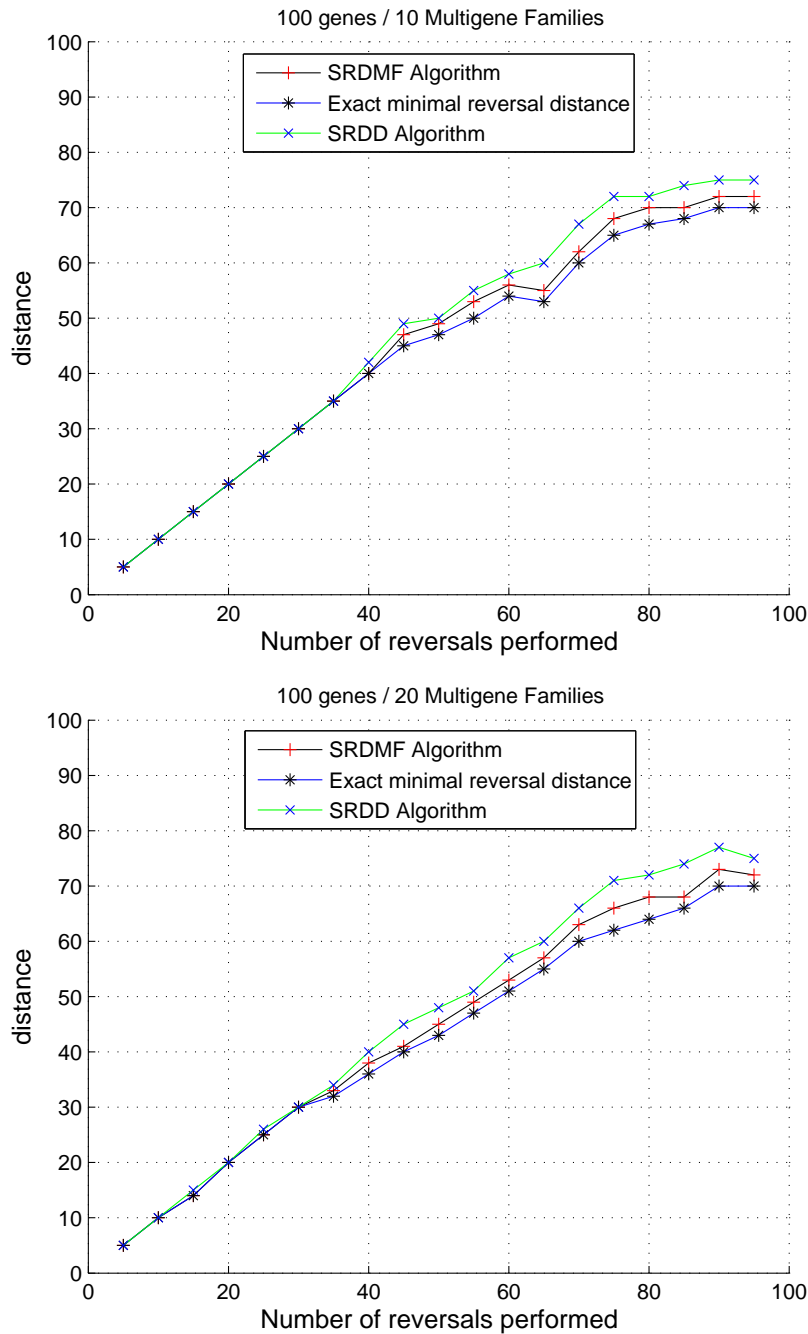 100 genes / 10 Multigene Families
100
90
80
70
60
50
40
30
20
10
0
distance
SRDMF Algorithm
Exact minimal reversal distance
SRDD Algorithm
0 20 40 60 80 100
Number of reversals performed
100 genes / 20 Multigene Families
100
90
80
70
60
50
40
30
20
10
0
distance
SRDMF Algorithm
Exact minimal reversal distance
SRDD Algorithm
0 20 40 60 80 100
Number of reversals performed